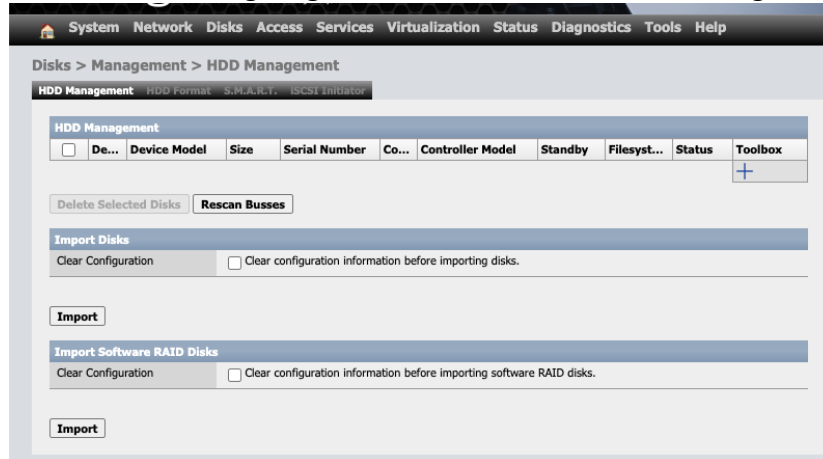 System Network Disks Access Services Virtualization Status Diagnostics Tools Help
Disks > Management > HDD Management
HDD Management HDD Format S.M.A.R.T. iSCSI Initiator
HDD Management
De... Device Model Size Serial Number Co... Controller Model Standby Filesyst... Status Toolbox
Delete Selected Disks Rescan Busses
Import Disks
Clear Configuration Clear configuration information before importing disks.
Import
Import Software RAID Disks
Clear Configuration Clear configuration information before importing software RAID disks.
Import